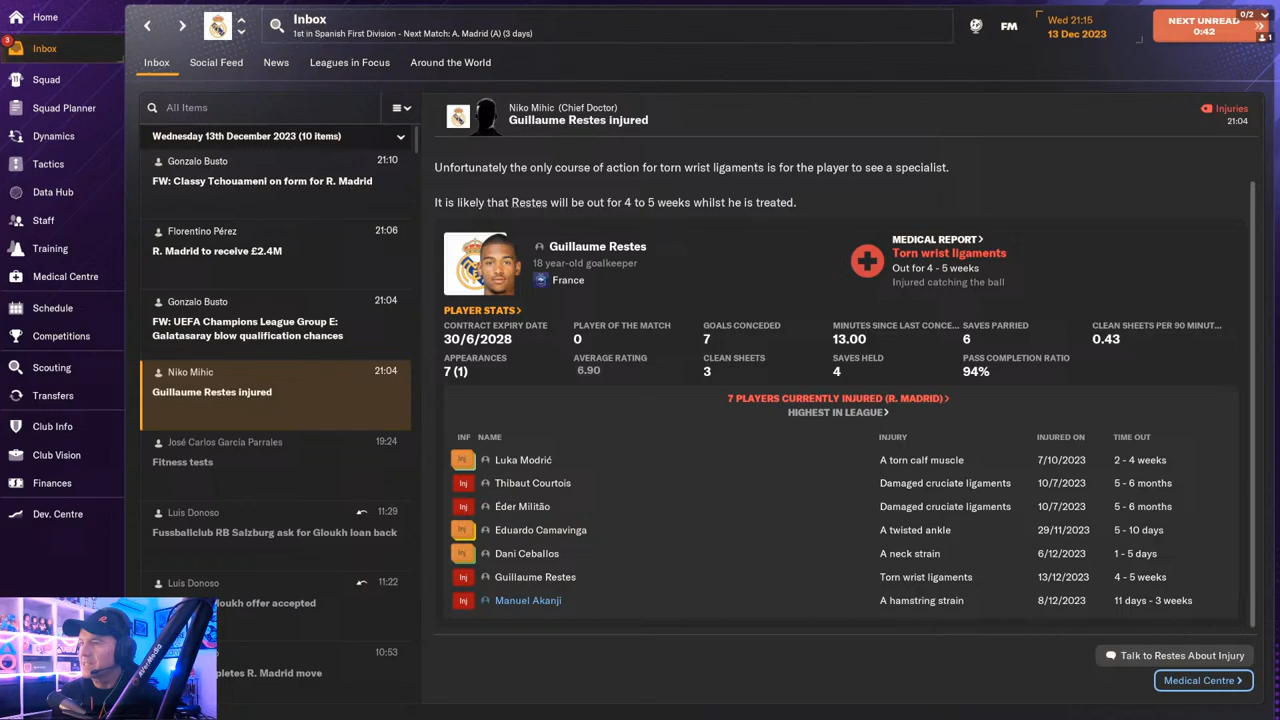 Home
3
Inbox
Squad
Squad Planner
Dynamics
Tactics
Data Hub
Staff
Training
Medical Centre
Schedule
Competitions
Scouting
Transfers
Club Info
Club Vision
Finances
Dev. Centre
Inbox
1st in Spanish First Division - Next Match: A. Madrid (A) (3 days)
FM
Wed 21:15
13 Dec 2023
NEXT UNREAD
0:42
0/2
1
Inbox
Social Feed
News
Leagues in Focus
Around the World
All Items
Wednesday 13th December 2023 (10 items)
Gonzalo Busto
21:10
FW: Classy Tchouameni on form for R. Madrid
Florentino Pérez
21:06
R. Madrid to receive £2.4M
Gonzalo Busto
21:04
FW: UEFA Champions League Group E:
Galatasaray blow qualification chances
Niko Mihic
21:04
Guillaume Restes injured
José Carlos García Parrales
19:24
Fitness tests
Luis Donoso
11:29
Fussballclub RB Salzburg ask for Gloukh loan back
Luis Donoso
11:22
loukh offer accepted
10:53
pletes R. Madrid move
Niko Mihic (Chief Doctor)
Guillaume Restes injured
Injuries
21:04
Unfortunately the only course of action for torn wrist ligaments is for the player to see a specialist.
It is likely that Restes will be out for 4 to 5 weeks whilst he is treated.
Guillaume Restes
18 year-old goalkeeper
France
MEDICAL REPORT
Torn wrist ligaments
Out for 4 - 5 weeks
Injured catching the ball
PLAYER STATS
CONTRACT EXPIRY DATE
30/6/2028
PLAYER OF THE MATCH
0
GOALS CONCEDED
7
MINUTES SINCE LAST CONCE...
13.00
SAVES PARRIED
6
CLEAN SHEETS PER 90 MINUT...
0.43
APPEARANCES
7 (1)
AVERAGE RATING
6.90
CLEAN SHEETS
3
SAVES HELD
4
PASS COMPLETION RATIO
94%
7 PLAYERS CURRENTLY INJURED (R. MADRID)
HIGHEST IN LEAGUE
INF NAME INJURY INJURED ON TIME OUT
Inj Luka Modrić A torn calf muscle 7/10/2023 2 - 4 weeks
Inj Thibaut Courtois Damaged cruciate ligaments 10/7/2023 5 - 6 months
Inj Éder Militão Damaged cruciate ligaments 10/7/2023 5 - 6 months
Inj Eduardo Camavinga A twisted ankle 29/11/2023 5 - 10 days
Inj Dani Ceballos A neck strain 6/12/2023 1 - 5 days
Inj Guillaume Restes Torn wrist ligaments 13/12/2023 4 - 5 weeks
Inj Manuel Akanji A hamstring strain 8/12/2023 11 days - 3 weeks
Talk to Restes About Injury
Medical Centre
AVerMedia